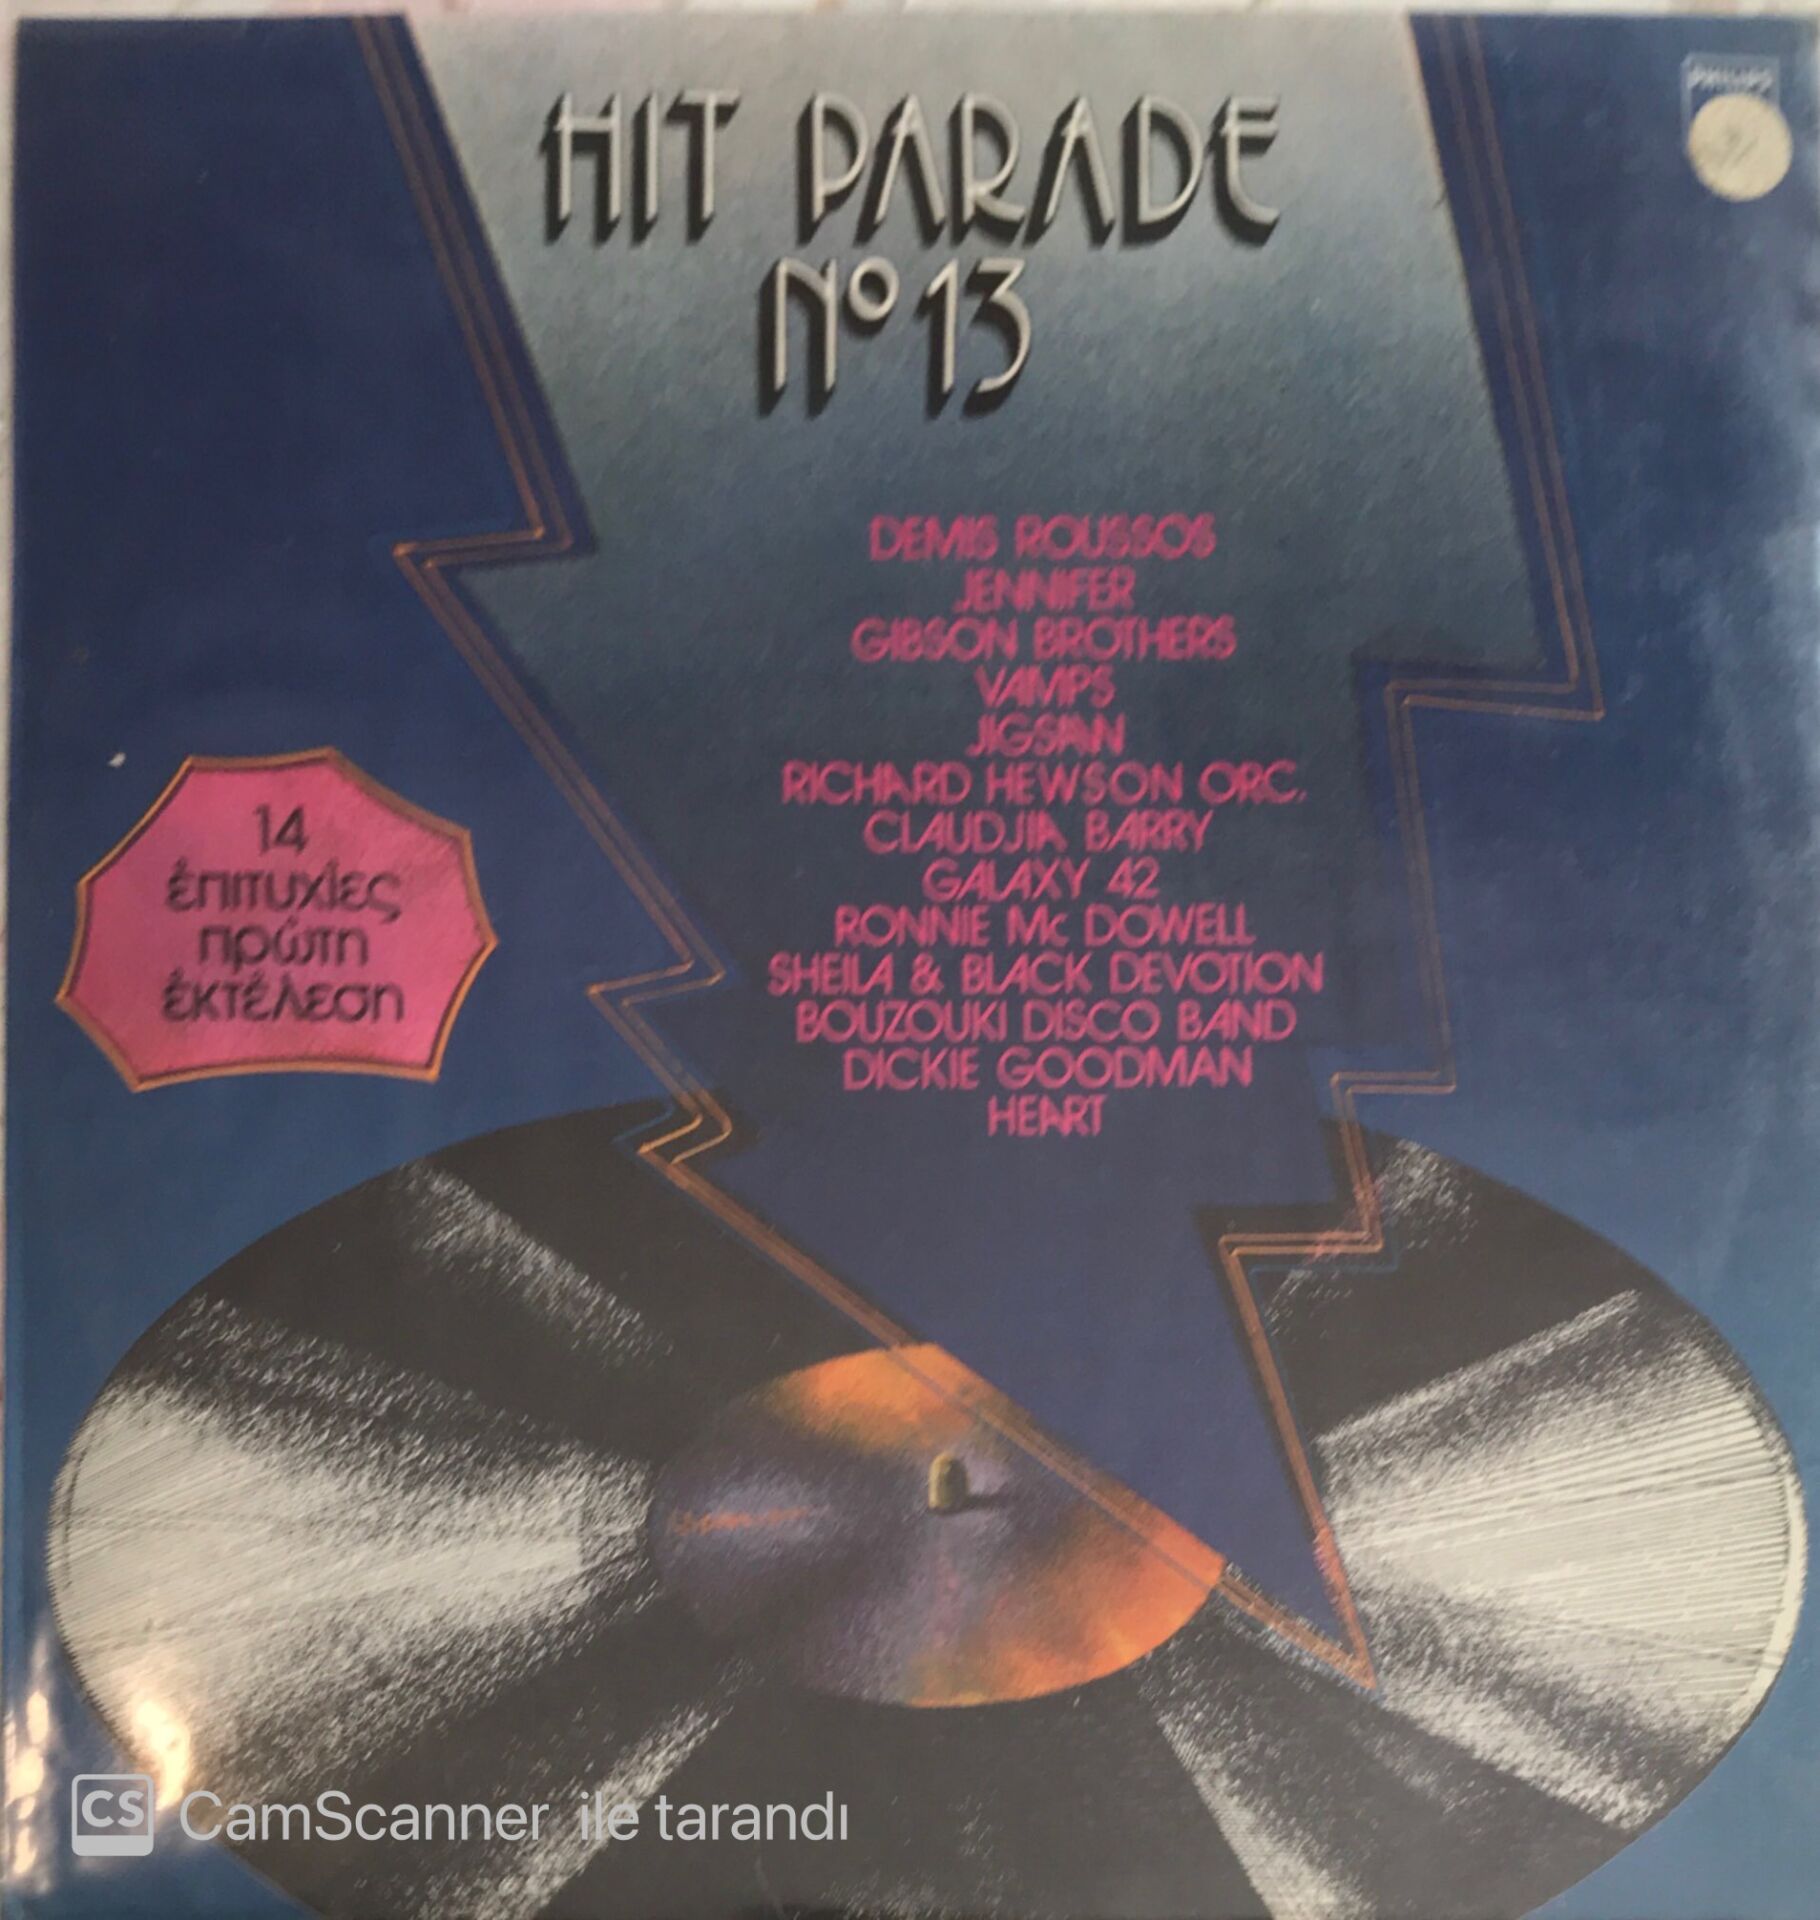 HIT PARADE
Nº 13
PHILIPS
DEMIS ROUSSOS
JENNIFER
GIBSON BROTHERS
VAMPS
JIGSAW
RICHARD HEWSON ORC.
CLAUDJIA BARRY
GALAXY 42
RONNIE Mc DOWELL
SHEILA & BLACK DEVOTION
BOUZOUKI DISCO BAND
DICKIE GOODMAN
HEART
14
ἐπιτυχίες
πρώτη
ἐκτέλεση
CS CamScanner ile tarandı